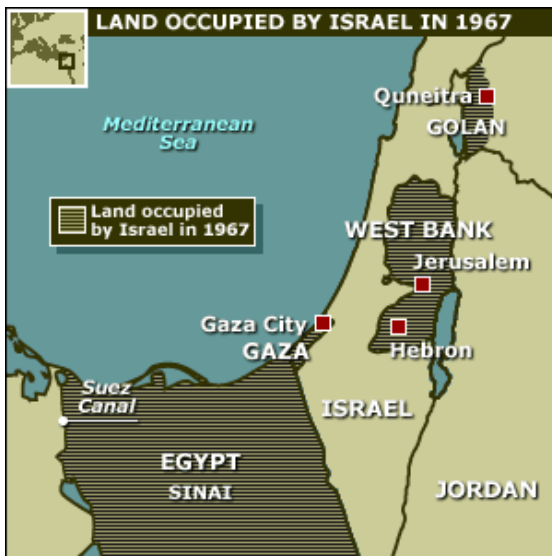 LAND OCCUPIED BY ISRAEL IN 1967
Quneitra
GOLAN
Mediterranean
Sea
Land occupied
by Israel in 1967
WEST BANK
Jerusalem
Gaza City
GAZA
Hebron
Suez
Canal
ISRAEL
EGYPT
SINAI
JORDAN